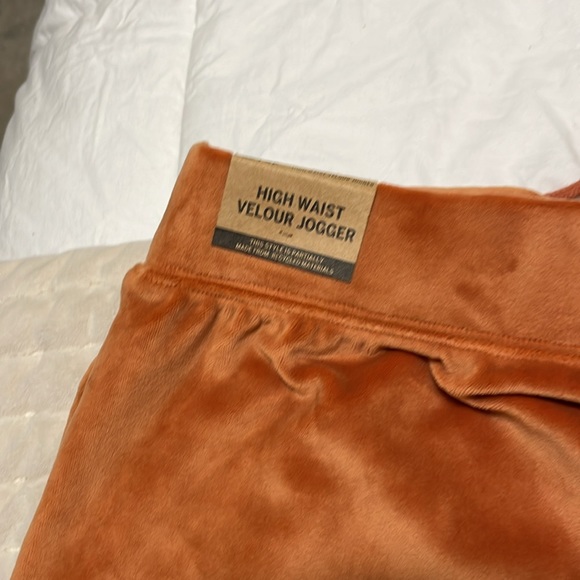 HIGH WAIST
VELOUR JOGGER
THIS STYLE IS PARTIALLY
MADE FROM RECYCLED MATERIALS